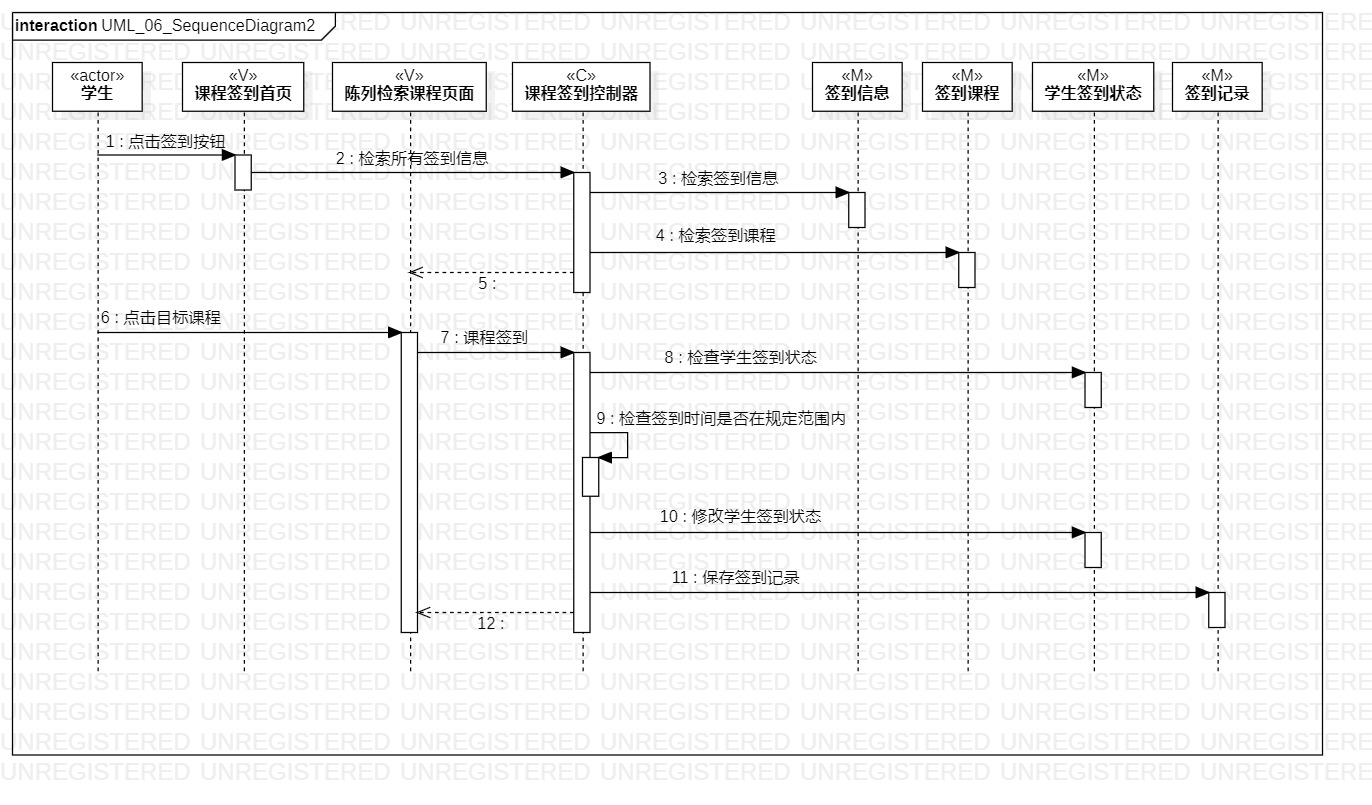 interaction UML_06_SequenceDiagram2
«actor»
学生
«V»
课程签到首页
«V»
陈列检索课程页面
«C»
课程签到控制器
«M»
签到信息
«M»
签到课程
«M»
学生签到状态
«M»
签到记录
1 : 点击签到按钮
2 : 检索所有签到信息
3 : 检索签到信息
4 : 检索签到课程
5 :
6 : 点击目标课程
7 : 课程签到
8 : 检查学生签到状态
9 : 检查签到时间是否在规定范围内
10 : 修改学生签到状态
11 : 保存签到记录
12 :
UNREGISTERED